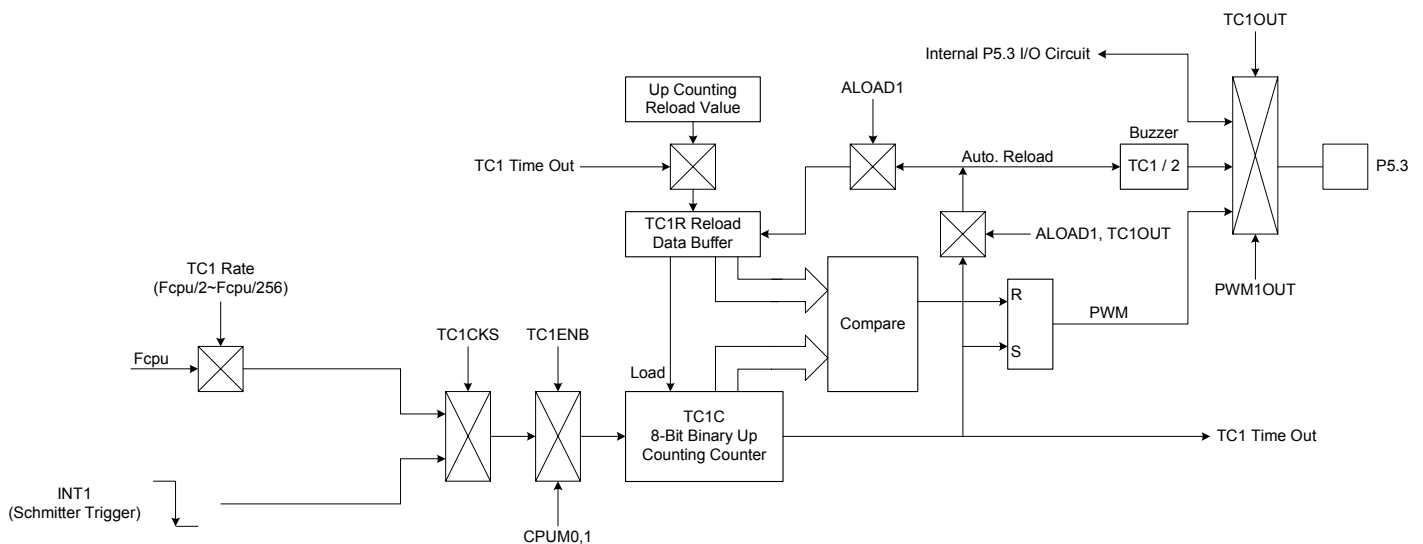 TC1OUT
Internal P5.3 I/O Circuit
Up Counting
Reload Value
ALOAD1
Buzzer
TC1 Time Out
Auto. Reload
TC1 / 2
P5.3
TC1R Reload
Data Buffer
ALOAD1, TC1OUT
TC1 Rate
(Fcpu/2~Fcpu/256)
PWM1OUT
R
Compare
PWM
TC1CKS
TC1ENB
S
Fcpu
Load
TC1C
8-Bit Binary Up
Counting Counter
TC1 Time Out
INT1
(Schmitter Trigger)
CPUM0,1